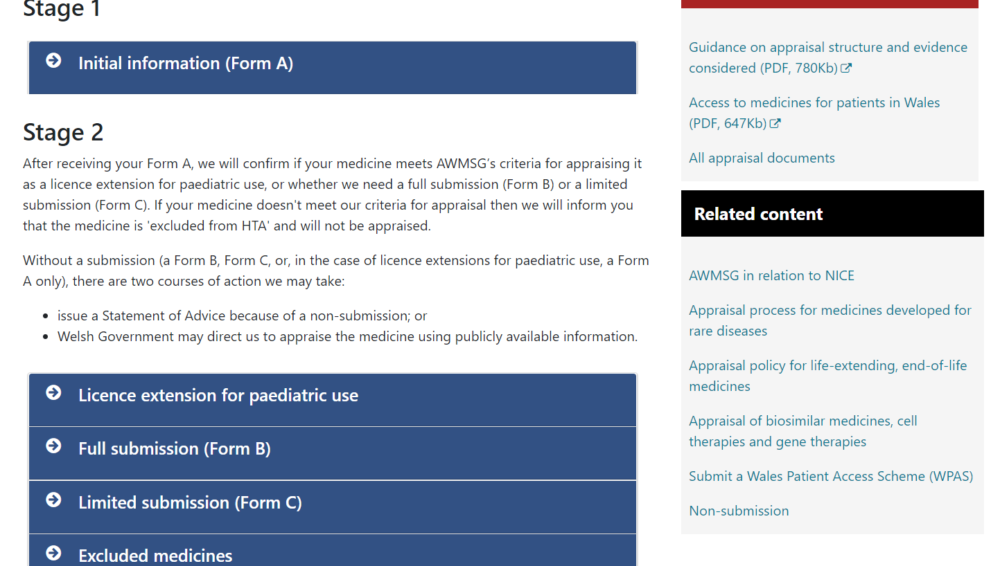 Stage 1
Initial information (Form A)
Stage 2
After receiving your Form A, we will confirm if your medicine meets AWMSG’s criteria for appraising it
as a licence extension for paediatric use, or whether we need a full submission (Form B) or a limited
submission (Form C). If your medicine doesn't meet our criteria for appraisal then we will inform you
that the medicine is 'excluded from HTA' and will not be appraised.
Without a submission (a Form B, Form C, or, in the case of licence extensions for paediatric use, a Form
A only), there are two courses of action we may take:
• issue a Statement of Advice because of a non-submission; or
• Welsh Government may direct us to appraise the medicine using publicly available information.
Licence extension for paediatric use
Full submission (Form B)
Limited submission (Form C)
Excluded medicines
Guidance on appraisal structure and evidence
considered (PDF, 780Kb)
Access to medicines for patients in Wales
(PDF, 647Kb)
All appraisal documents
Related content
AWMSG in relation to NICE
Appraisal process for medicines developed for
rare diseases
Appraisal policy for life-extending, end-of-life
medicines
Appraisal of biosimilar medicines, cell
therapies and gene therapies
Submit a Wales Patient Access Scheme (WPAS)
Non-submission